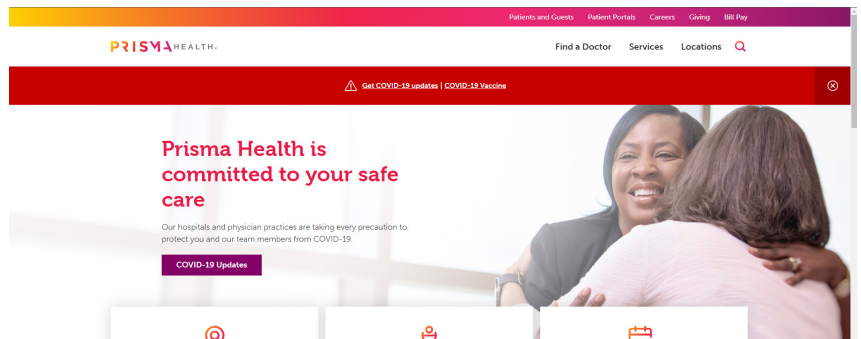 Patients and Guests Patient Portals Careers Giving Bill Pay
PRISMA HEALTH.
Find a Doctor Services Locations
Get COVID-19 updates | COVID-19 Vaccine
Prisma Health is
committed to your safe
care
Our hospitals and physician practices are taking every precaution to
protect you and our team members from COVID-19.
COVID-19 Updates